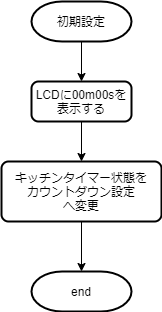 初期設定
LCDに00m00sを
表示する
キッチンタイマー状態を
カウントダウン設定
へ変更
end